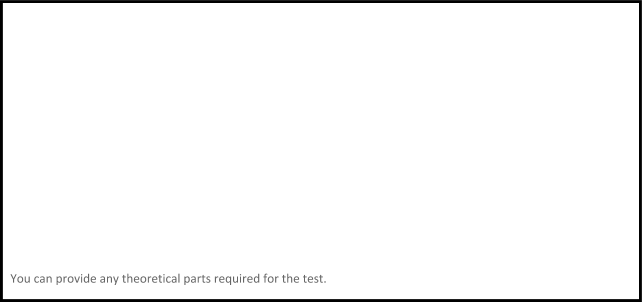 You can provide any theoretical parts required for the test.